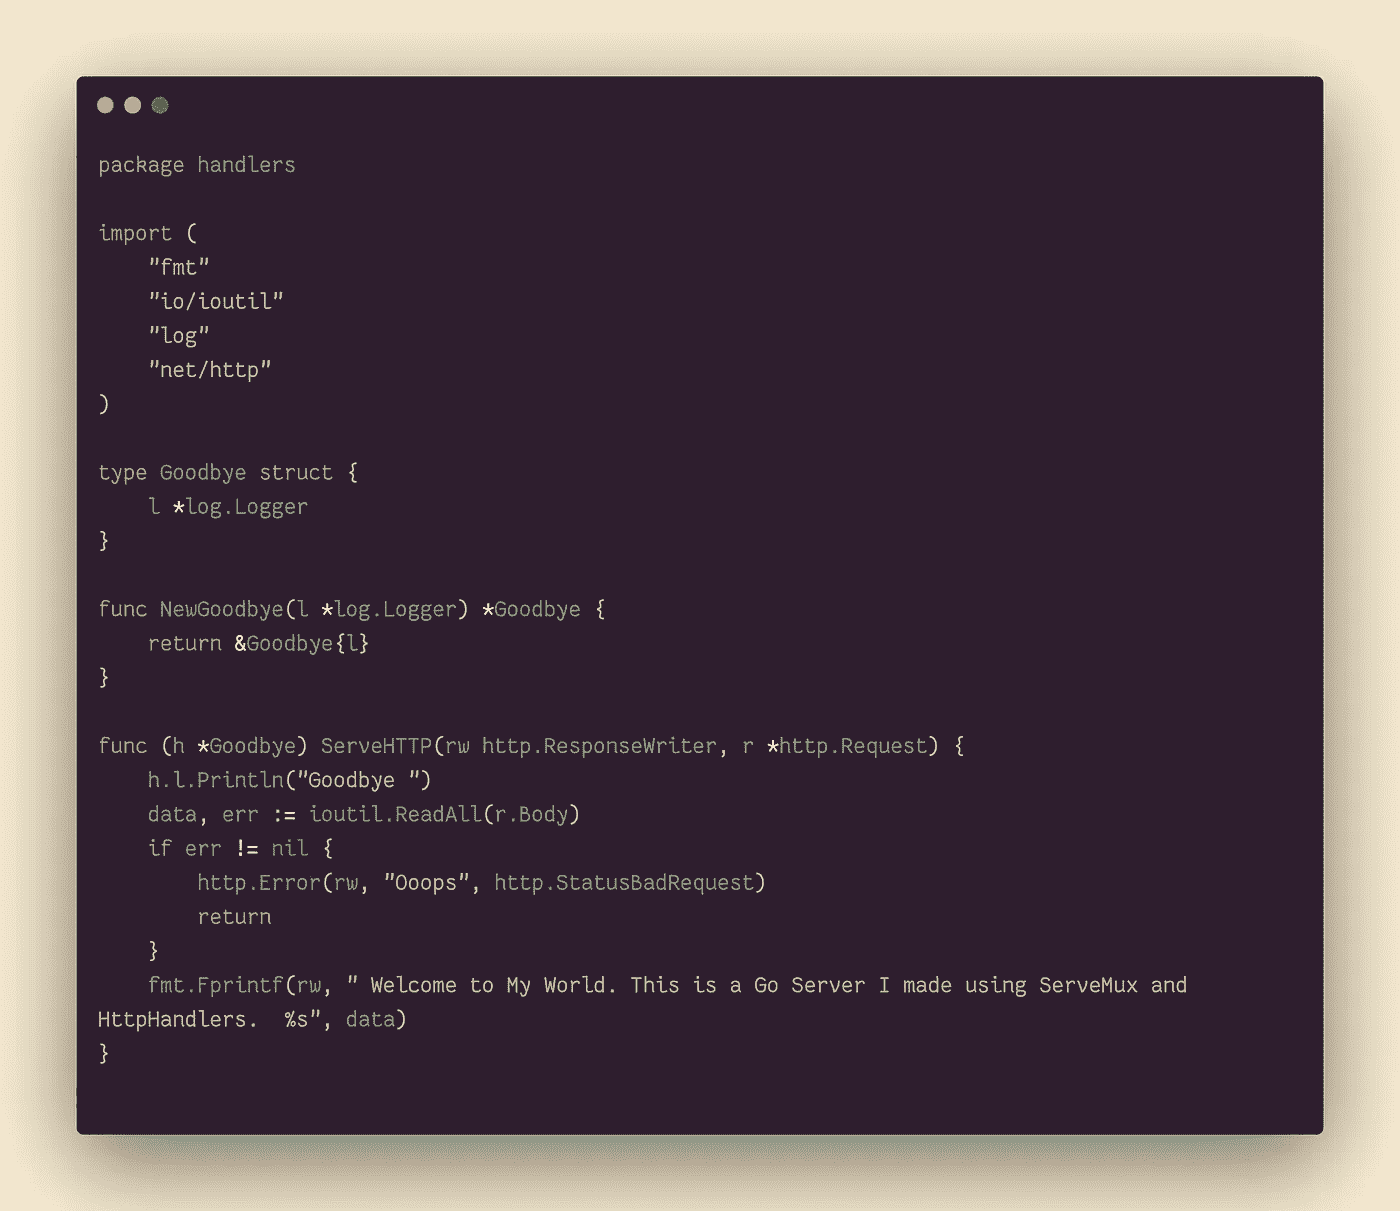 package handlers
import (
    "fmt"
    "io/ioutil"
    "log"
    "net/http"
)
type Goodbye struct {
    l *log.Logger
}
func NewGoodbye(l *log.Logger) *Goodbye {
    return &Goodbye{l}
}
func (h *Goodbye) ServeHTTP(rw http.ResponseWriter, r *http.Request) {
    h.l.Println("Goodbye ")
    data, err := ioutil.ReadAll(r.Body)
    if err != nil {
        http.Error(rw, "Ooops", http.StatusBadRequest)
        return
    }
    fmt.Fprintf(rw, " Welcome to My World. This is a Go Server I made using ServeMux and
HttpHandlers.  %s", data)
}